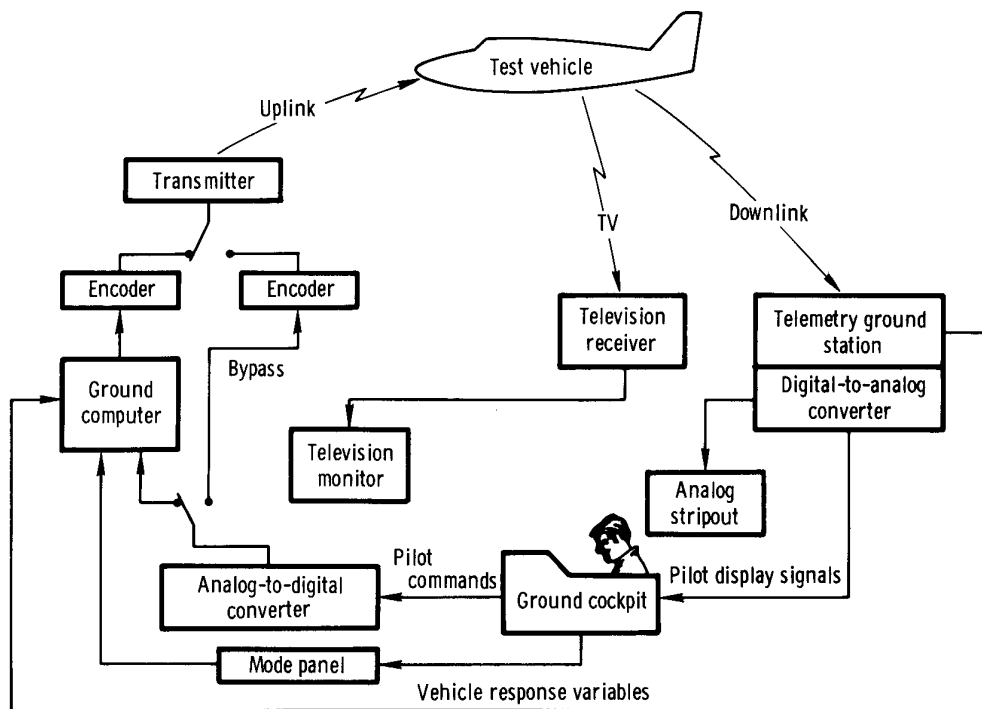 Test vehicle
Uplink
Transmitter
TV
Downlink
Encoder
Encoder
Television
receiver
Telemetry ground
station
Bypass
Ground
computer
Digital-to-analog
converter
Television
monitor
Analog
stripout
Pilot
commands
Pilot display signals
Analog-to-digital
converter
Ground cockpit
Mode panel
Vehicle response variables